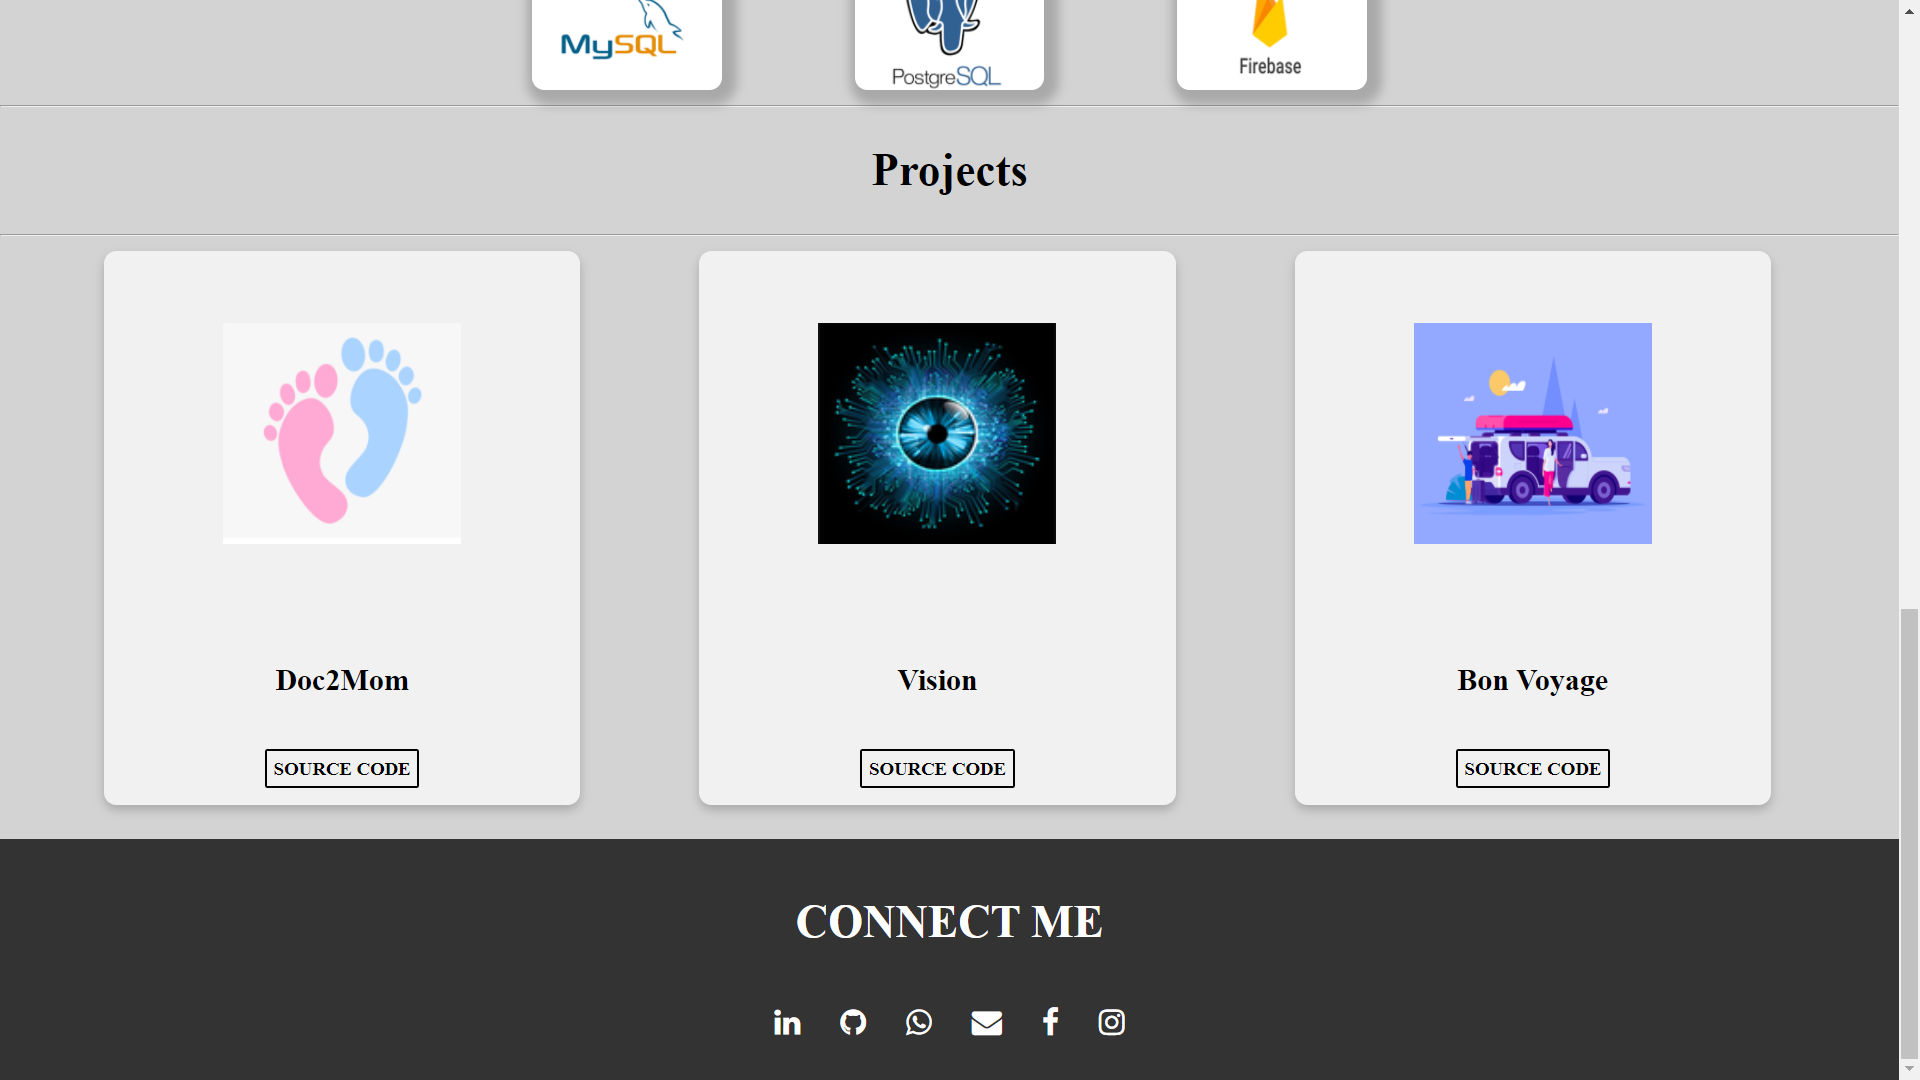 MySQL
PostgreSQL
Firebase
Projects
Doc2Mom
Vision
Bon Voyage
SOURCE CODE
SOURCE CODE
SOURCE CODE
CONNECT ME